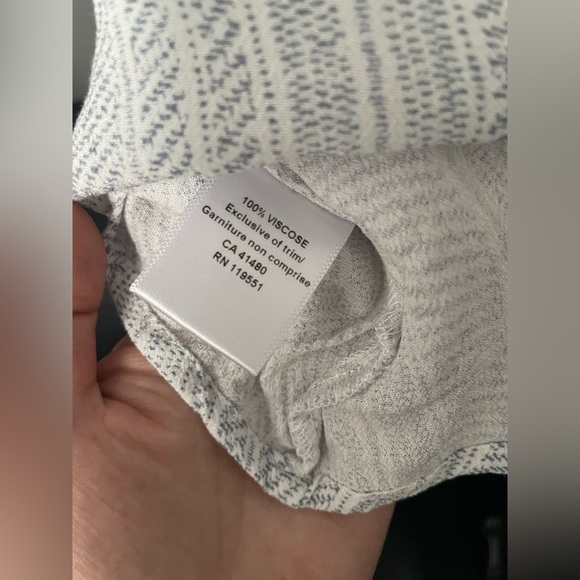 100% VISCOSE
Exclusive of trim/
Garniture non comprise
CA 41480
RN 119551